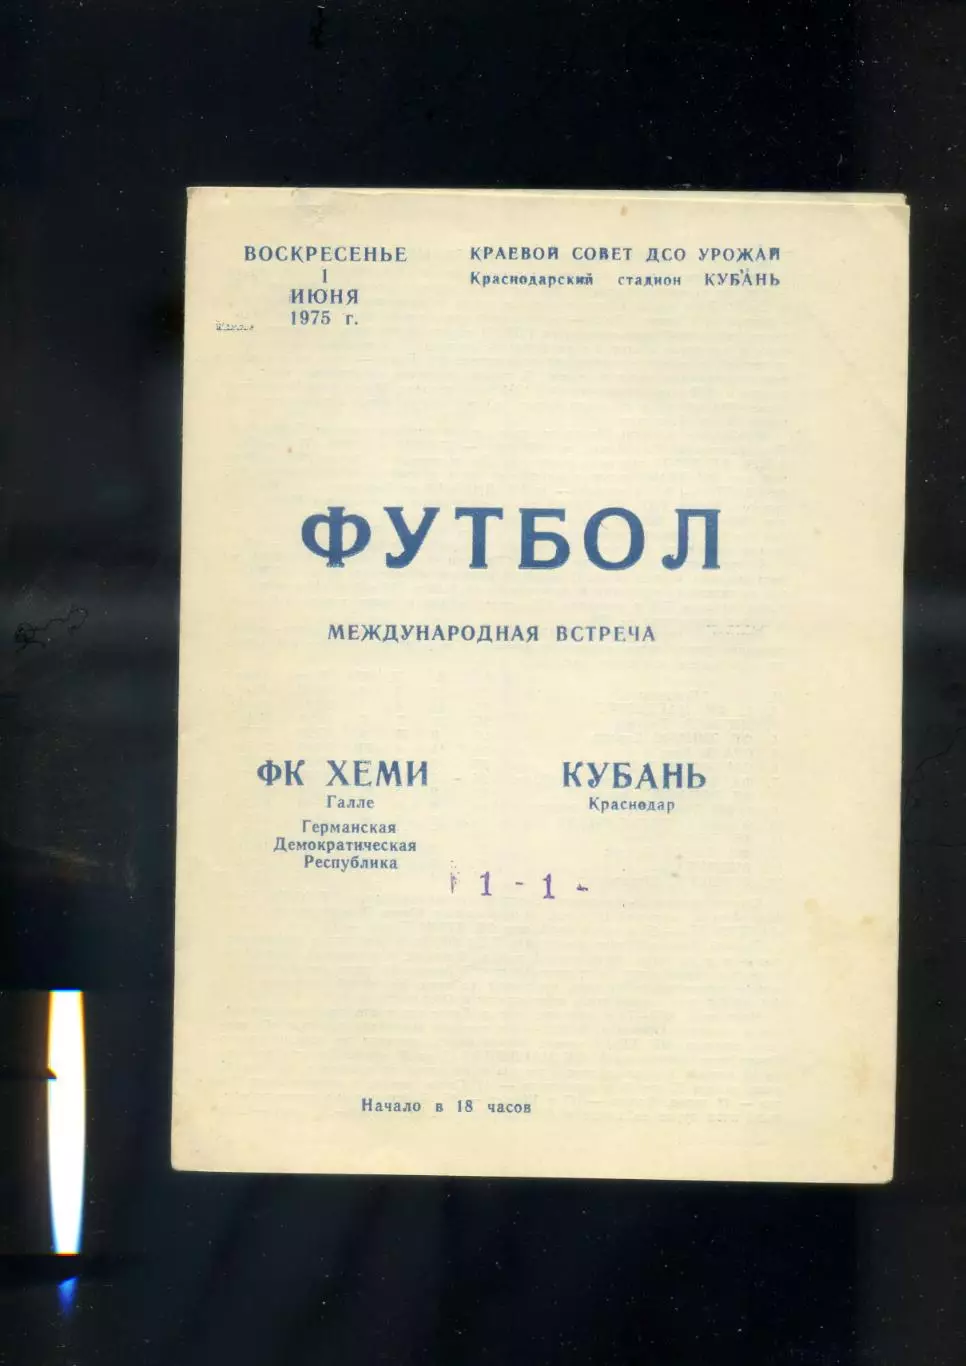 ВОСКРЕСЕНЬЕ
1
ИЮНЯ
1975 г.
КРАЕВОЙ СОВЕТ ДСО УРОЖАЙ
Краснодарский стадион КУБАНЬ
ФУТБОЛ
МЕЖДУНАРОДНАЯ ВСТРЕЧА
ФК ХЕМИ
Галле
Германская
Демократическая
Республика
КУБАНЬ
Краснодар
1 - 1 -
Начало в 18 часов